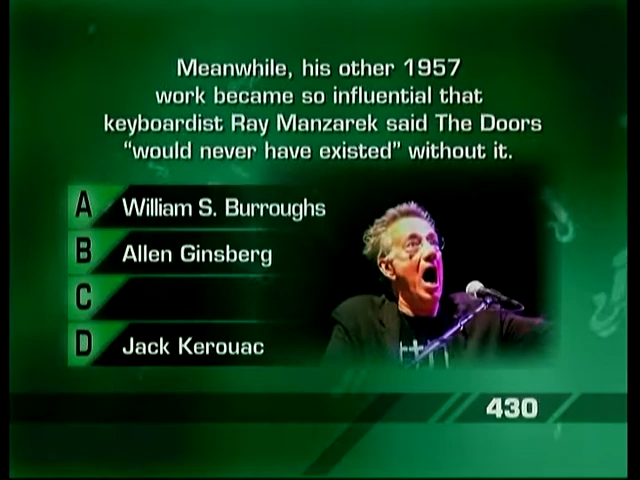 Meanwhile, his other 1957
work became so influential that
keyboardist Ray Manzarek said The Doors
“would never have existed” without it.
A William S. Burroughs
B Allen Ginsberg
C
D Jack Kerouac
430